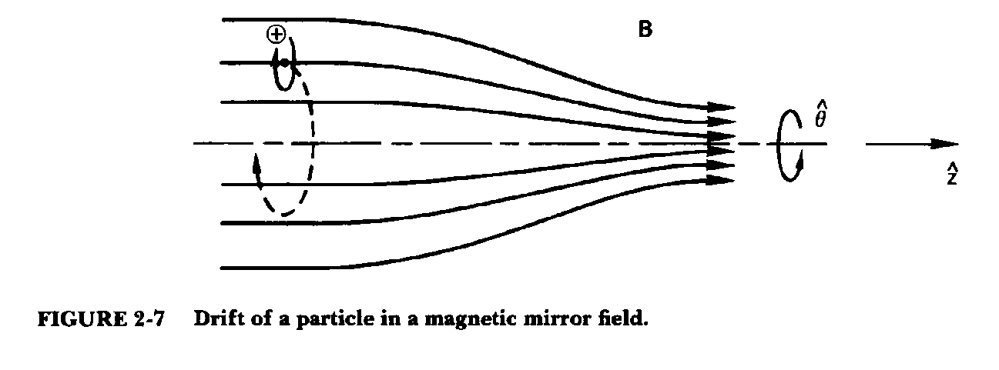 ⊕
B
θ̂
ẑ
FIGURE 2-7 Drift of a particle in a magnetic mirror field.